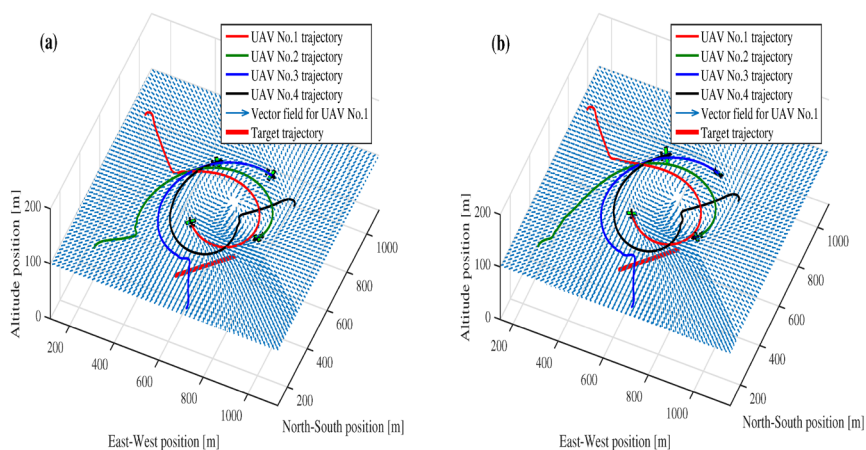 (a)
UAV No.1 trajectory
UAV No.2 trajectory
UAV No.3 trajectory
UAV No.4 trajectory
Vector field for UAV No.1
Target trajectory
Altitude position [m]
200
100
0
200
400
600
800
1000
East-West position [m]
200
400
600
800
1000
North-South position [m]
(b)
UAV No.1 trajectory
UAV No.2 trajectory
UAV No.3 trajectory
UAV No.4 trajectory
Vector field for UAV No.1
Target trajectory
Altitude position [m]
200
100
0
200
400
600
800
1000
East-West position [m]
200
400
600
800
1000
North-South position [m]